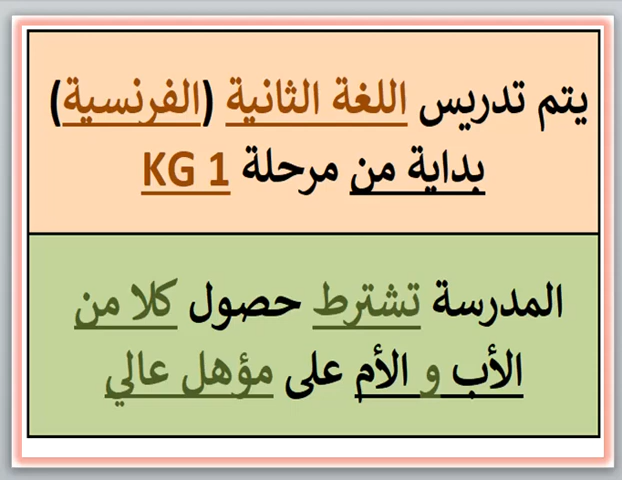 يتم تدريس اللغة الثانية (الفرنسية)
بداية من مرحلة KG 1
المدرسة تشترط حصول كلا من
الأب و الأم على مؤهل عالي